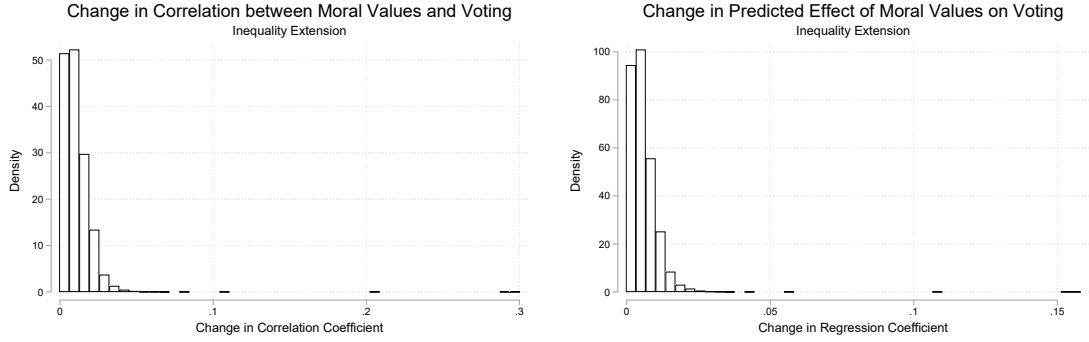 Change in Correlation between Moral Values and Voting
Inequality Extension
Density
50
40
30
20
10
0
0 .1 .2 .3
Change in Correlation Coefficient
Change in Predicted Effect of Moral Values on Voting
Inequality Extension
Density
100
80
60
40
20
0
0 .05 .1 .15
Change in Regression Coefficient